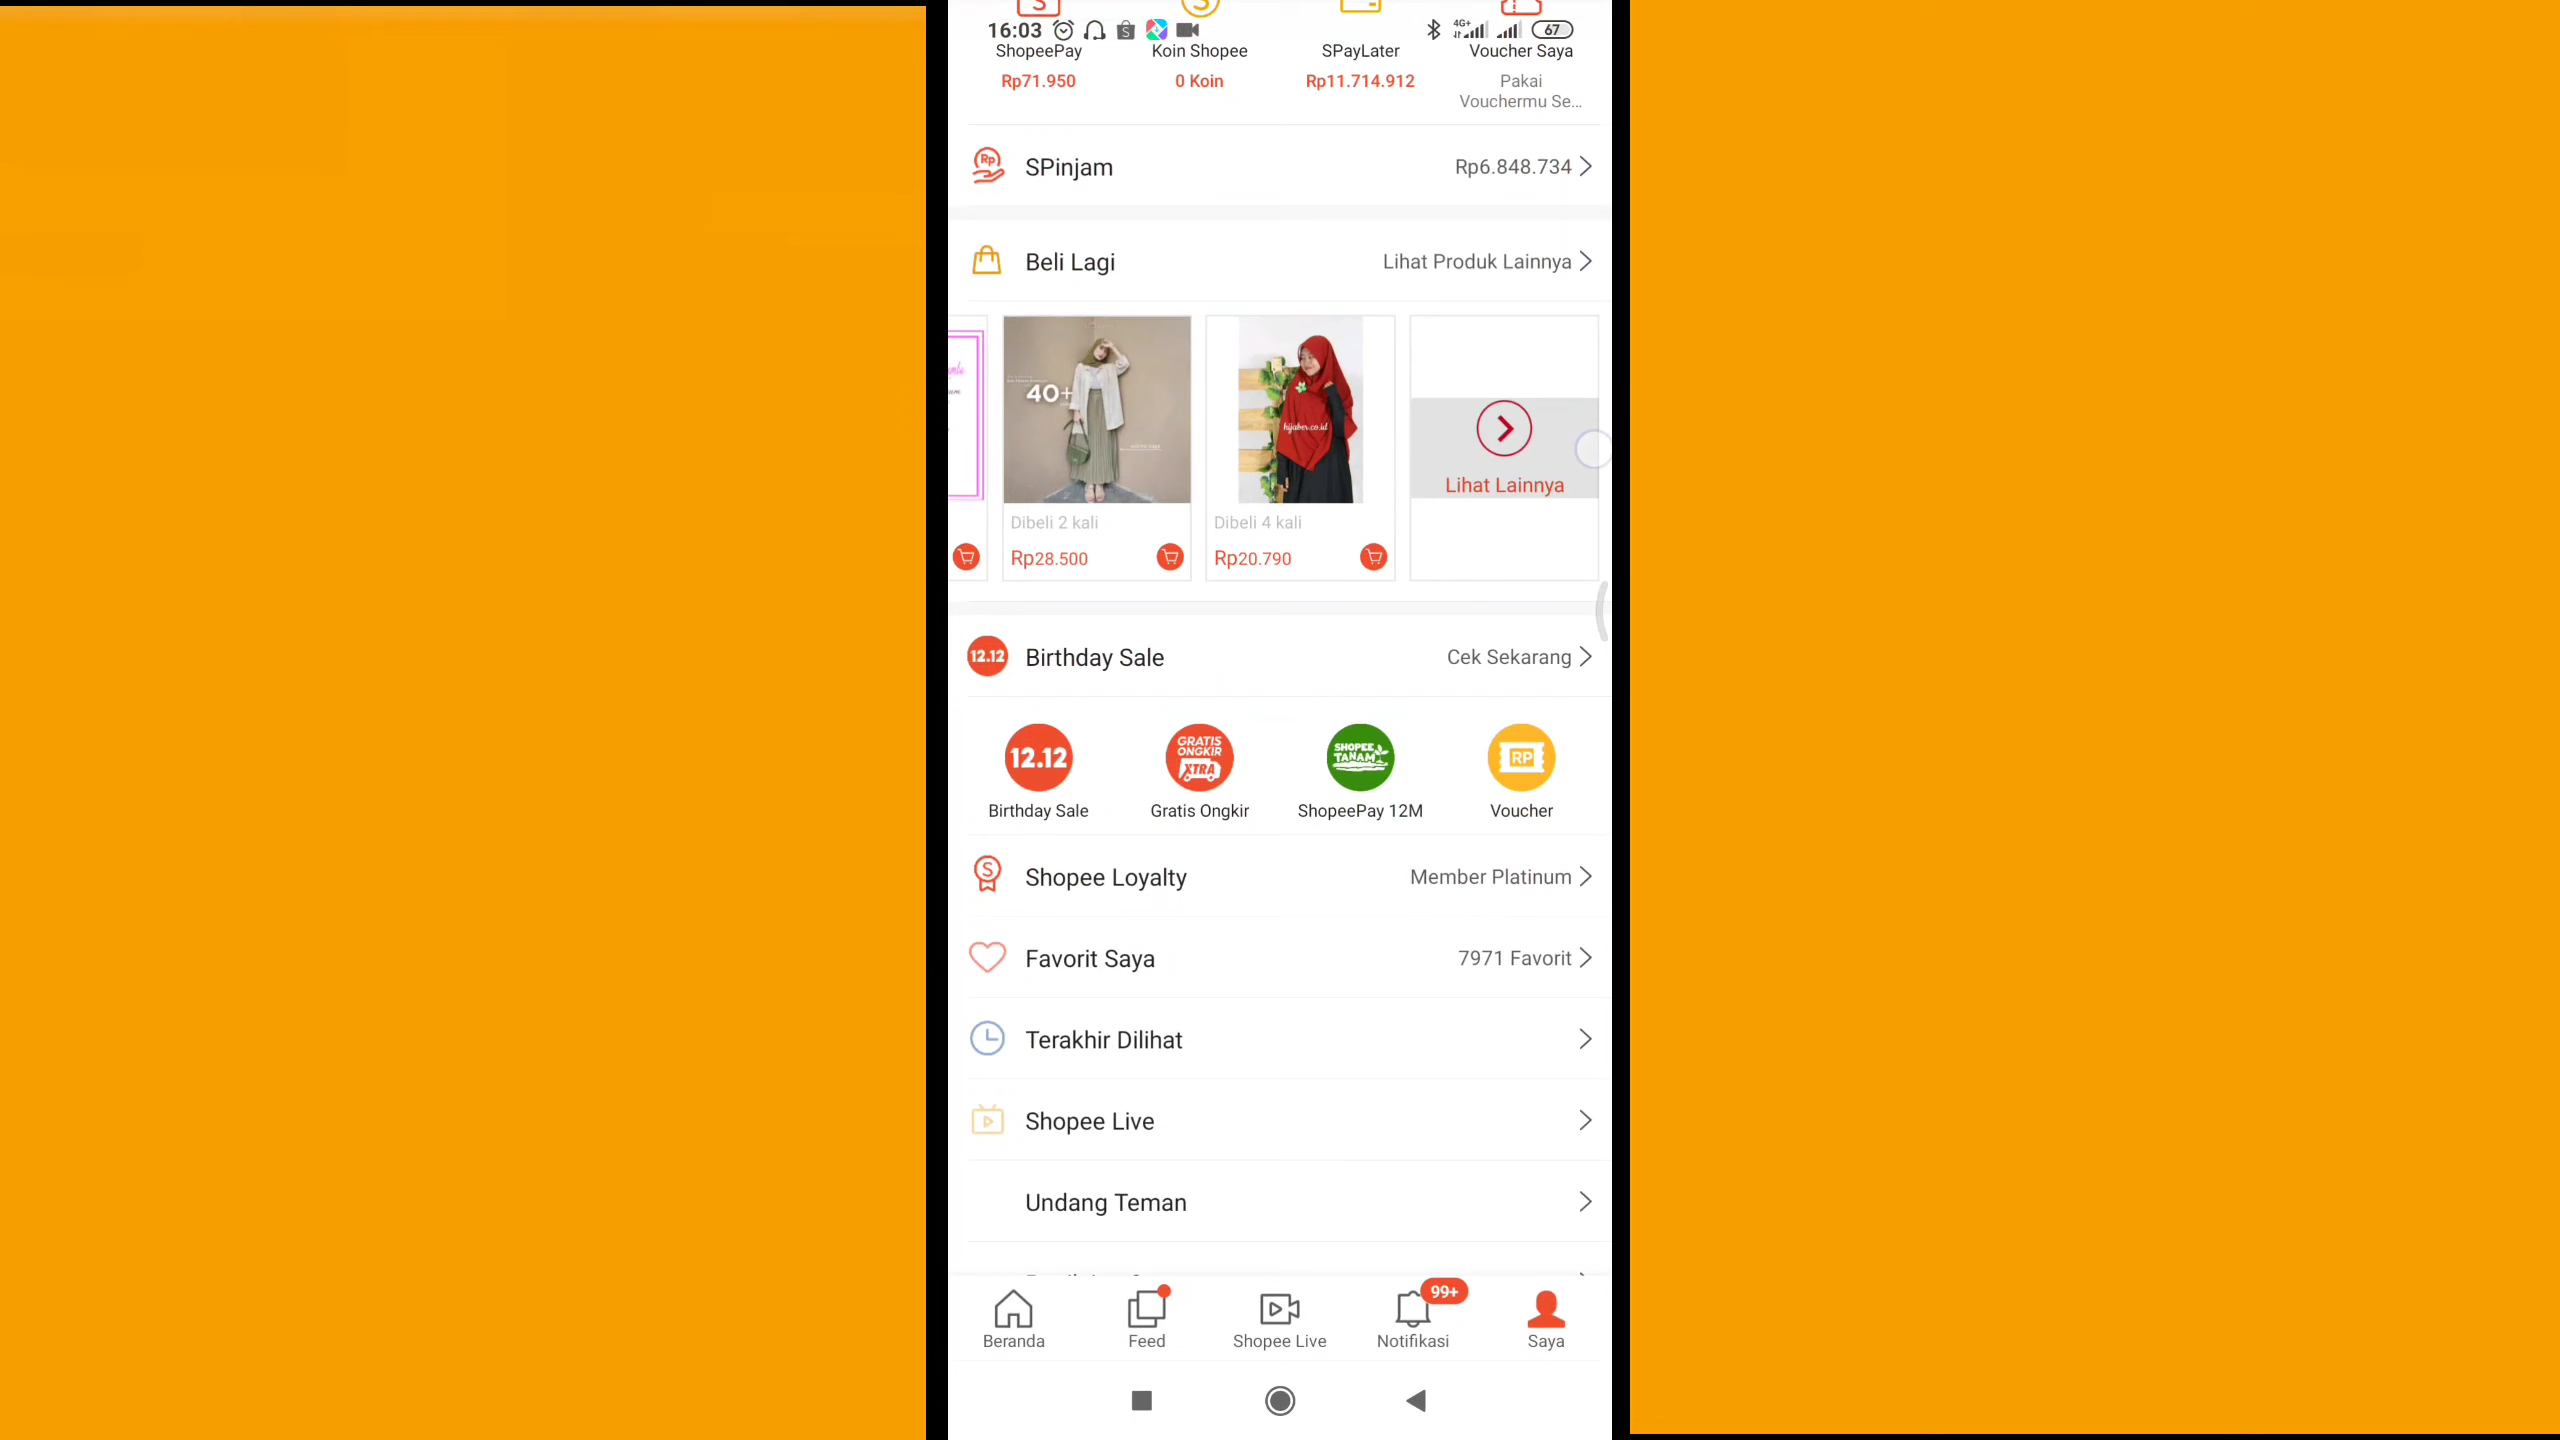 16:03
4G+
67
ShopeePay
Koin Shopee
SPayLater
Voucher Saya
Rp71.950
0 Koin
Rp11.714.912
Pakai
Vouchermu Se...
Rp
SPinjam
Rp6.848.734
Beli Lagi
Lihat Produk Lainnya
40+
hijaber.co.id
Lihat Lainnya
Dibeli 2 kali
Dibeli 4 kali
Rp28.500
Rp20.790
12.12
Birthday Sale
Cek Sekarang
12.12
GRATIS
ONGKIR
XTRA
SHOPEE
TANAM
RP
Birthday Sale
Gratis Ongkir
ShopeePay 12M
Voucher
S
Shopee Loyalty
Member Platinum
Favorit Saya
7971 Favorit
Terakhir Dilihat
Shopee Live
Undang Teman
99+
Beranda
Feed
Shopee Live
Notifikasi
Saya